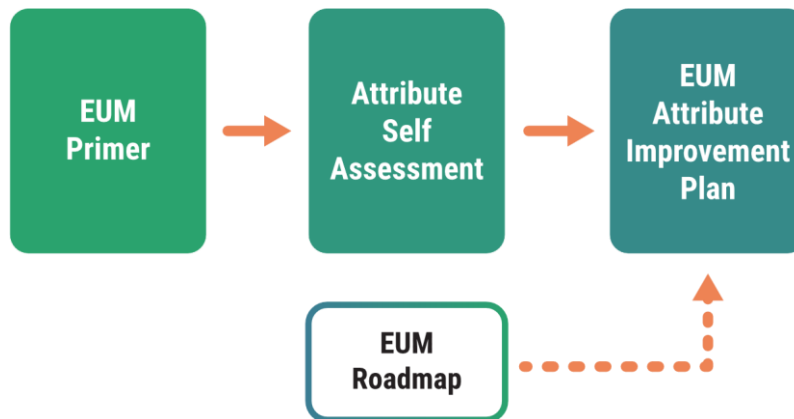 EUM
Primer
Attribute
Self
Assessment
EUM
Attribute
Improvement
Plan
EUM
Roadmap